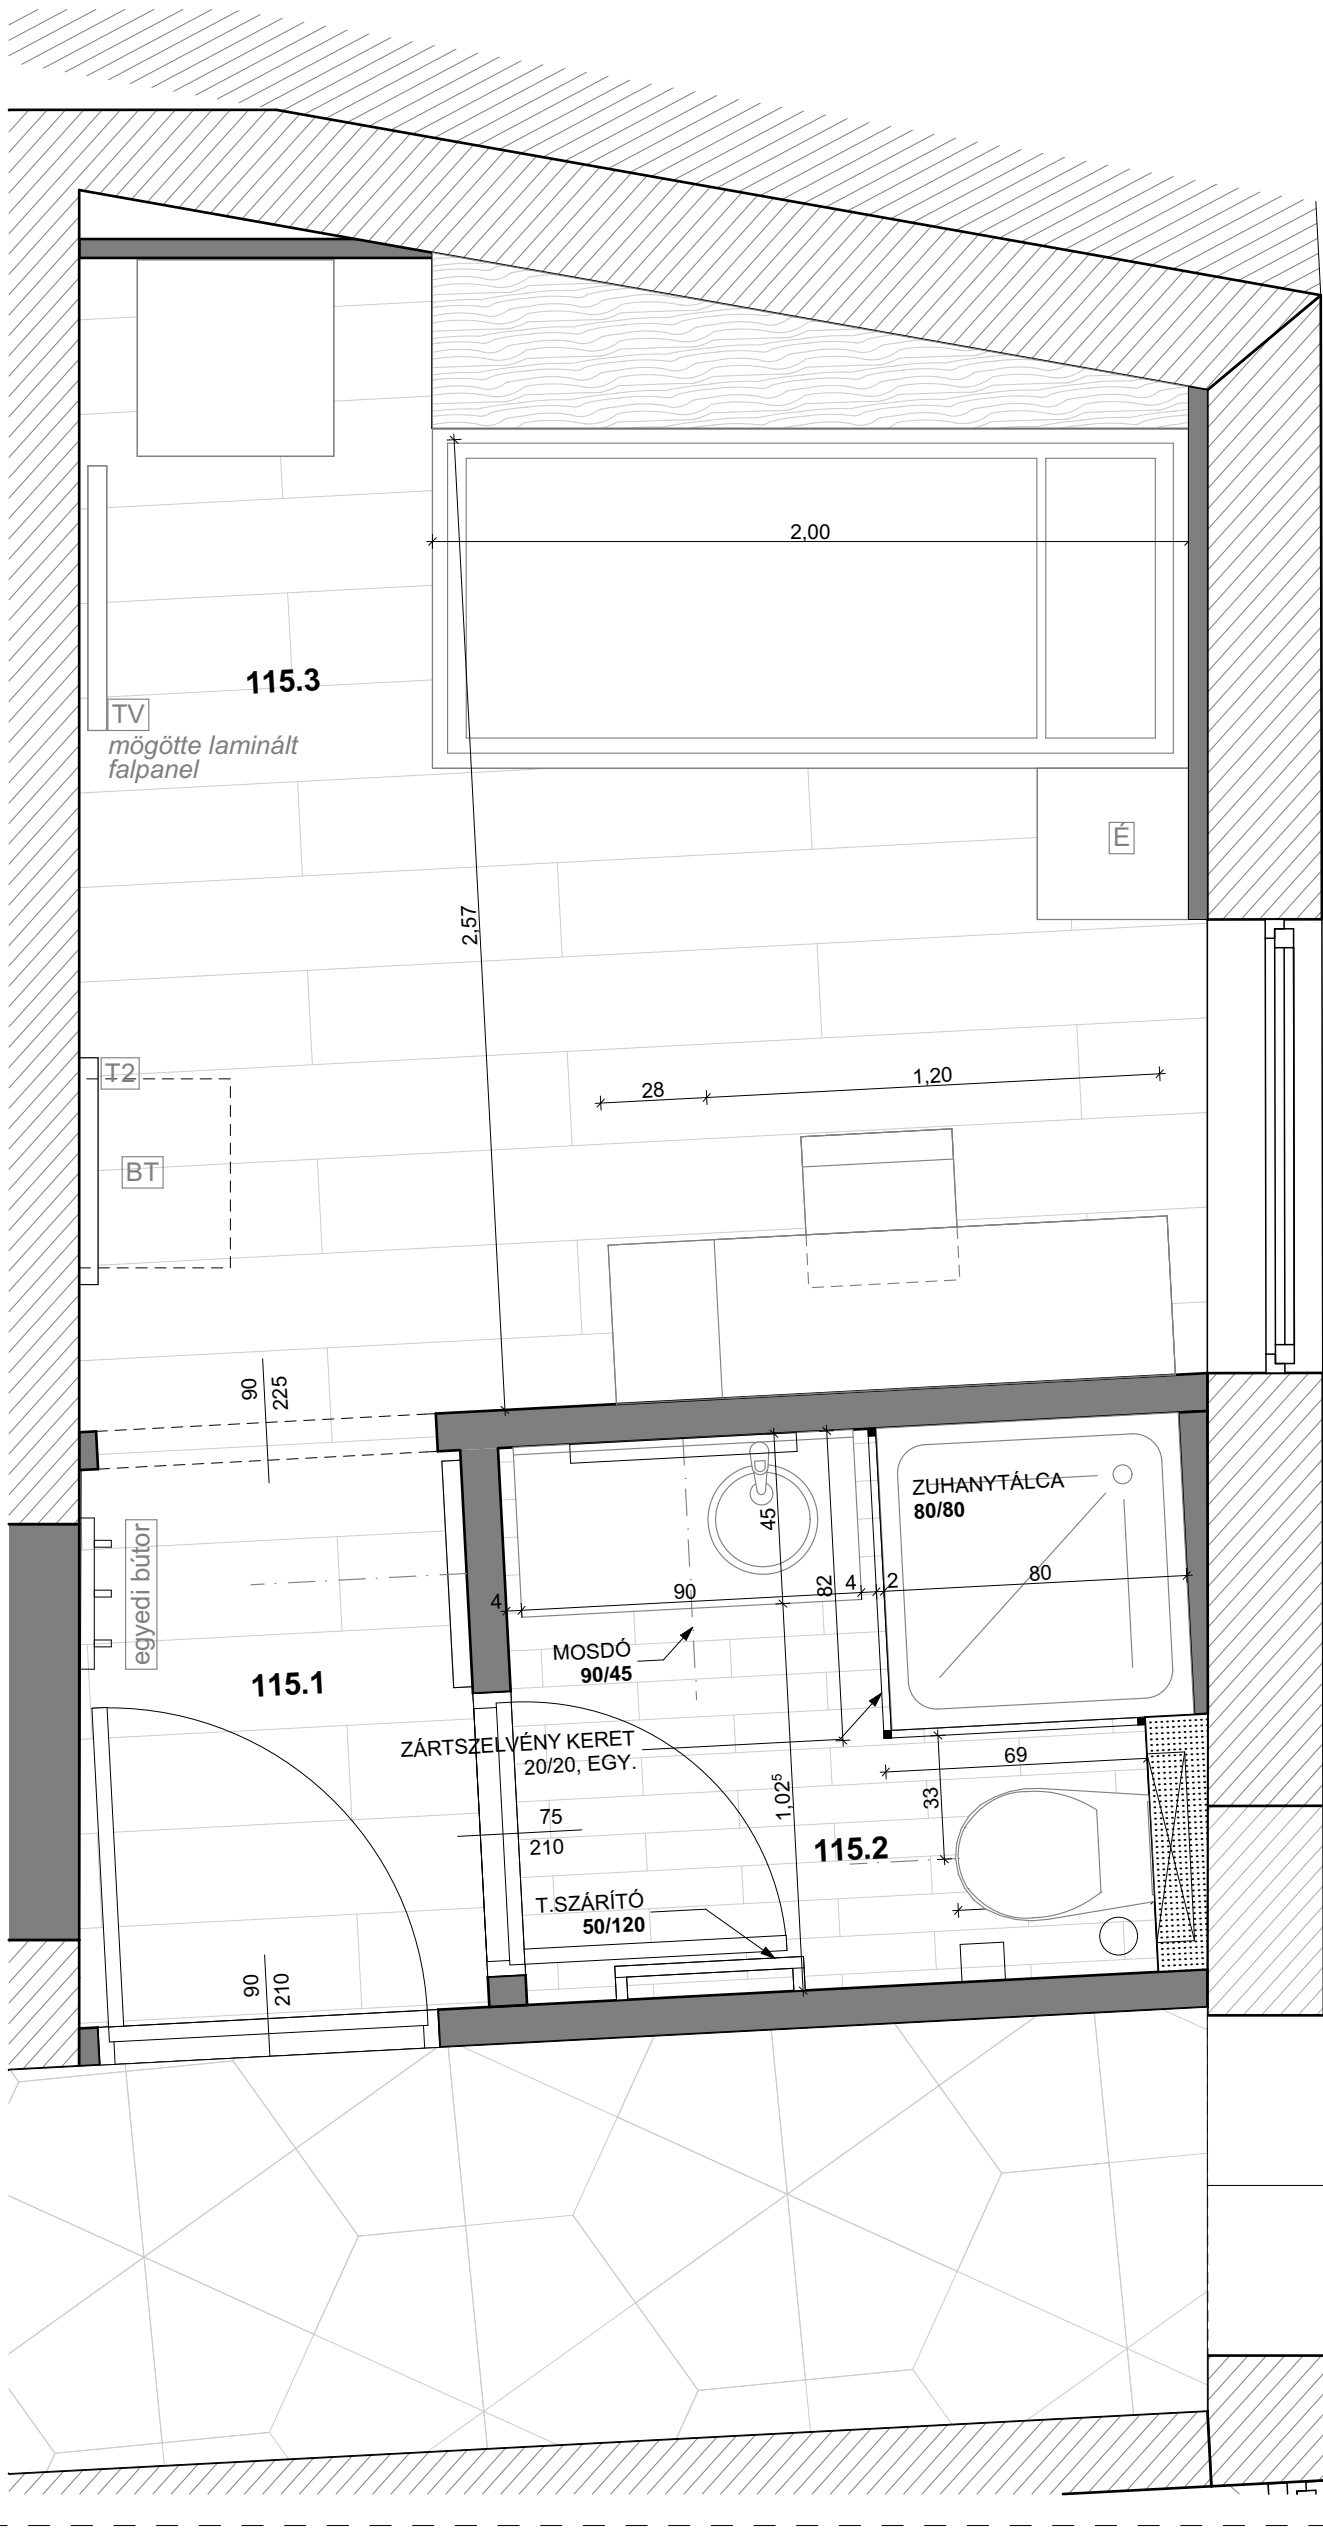 2,00
115.3
TV
mögötte laminált
falpanel
É
2,57
T2
28
1,20
BT
90
225
ZUHANYTÁLCA
80/80
45
egyedi bútor
4
90
82
4
2
80
MOSDÓ
90/45
115.1
ZÁRTSZELVÉNY KERET
20/20, EGY.
69
33
1,02⁵
75
210
115.2
T.SZÁRÍTÓ
50/120
90
210